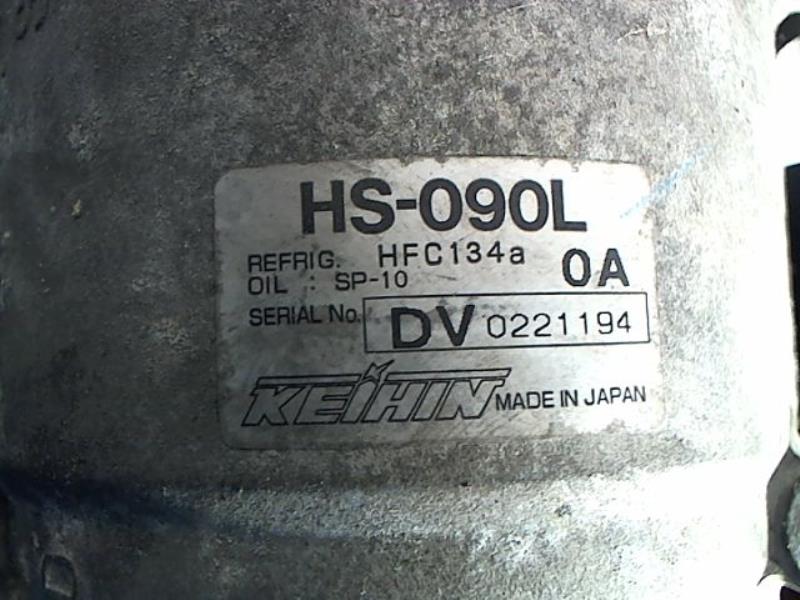 HS-090L
REFRIG. HFC134a
OIL : SP-10 0A
SERIAL No. DV 0221194
KEIHIN MADE IN JAPAN